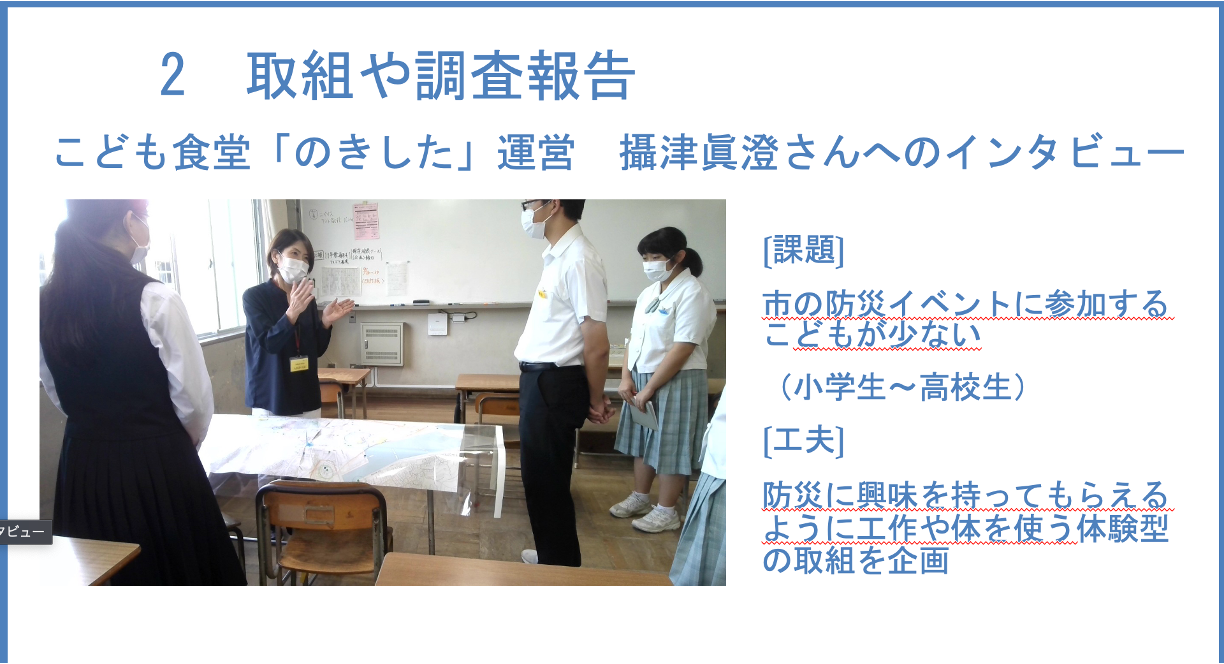 2　取組や調査報告
こども食堂「のきした」運営　攝津眞澄さんへのインタビュー
[課題]
市の防災イベントに参加する
こどもが少ない
（小学生～高校生）
[工夫]
防災に興味を持ってもらえる
ように工作や体を使う体験型
の取組を企画
タビュー